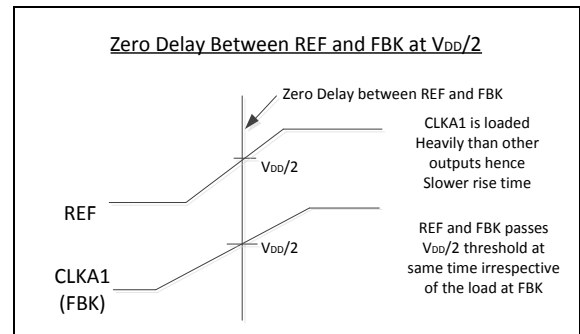 Zero Delay Between REF and FBK at VDD/2
Zero Delay between REF and FBK
CLKA1 is loaded
Heavily than other
outputs hence
Slower rise time
VDD/2
REF
REF and FBK passes
VDD/2 threshold at
same time irrespective
of the load at FBK
VDD/2
CLKA1
(FBK)